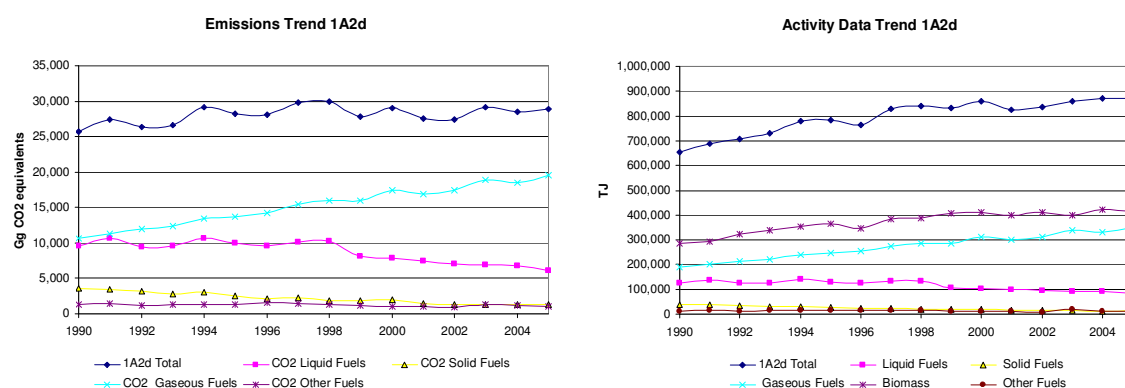 Emissions Trend 1A2d
35,000
30,000
25,000
20,000
15,000
10,000
5,000
0
Gg CO2 equivalents
1990 1992 1994 1996 1998 2000 2002 2004
1A2d Total CO2 Liquid Fuels CO2 Solid Fuels
CO2 Gaseous Fuels CO2 Other Fuels
Activity Data Trend 1A2d
1,000,000
900,000
800,000
700,000
600,000
500,000
400,000
300,000
200,000
100,000
0
TJ
1990 1992 1994 1996 1998 2000 2002 2004
1A2d Total Liquid Fuels Solid Fuels
Gaseous Fuels Biomass Other Fuels